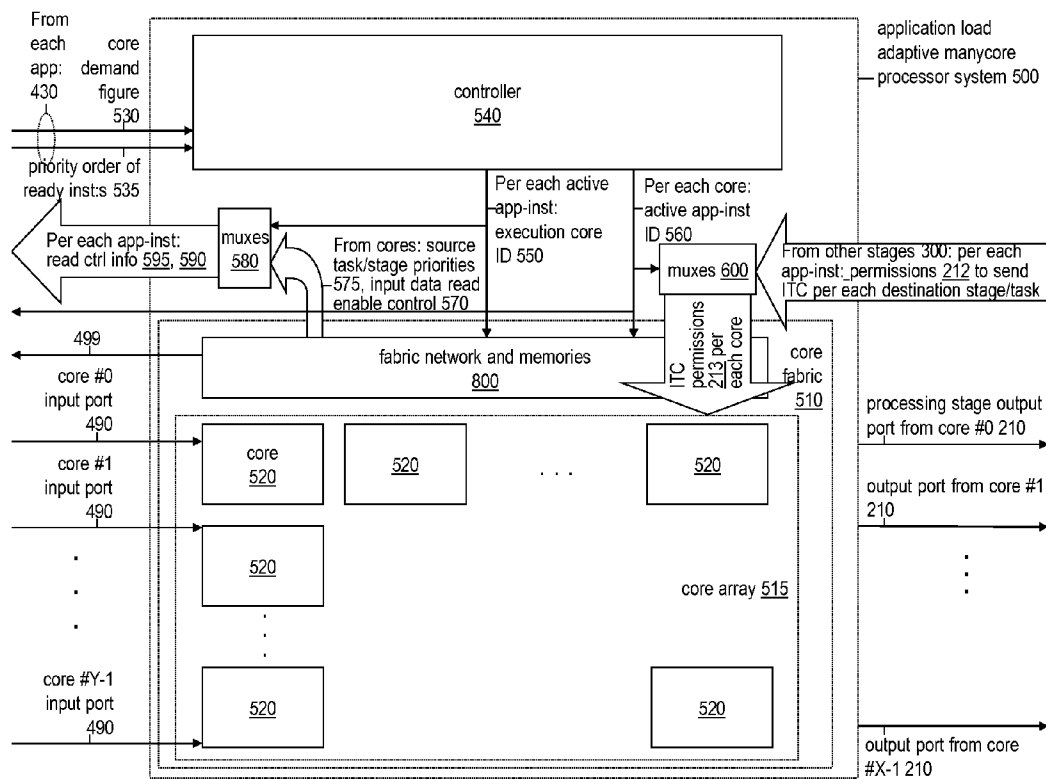 From
each
app:
430
core
demand
figure
530
priority order of
ready inst:s 535
controller
540
application load
adaptive manycore
processor system 500
Per each active
app-inst:
execution core
ID 550
Per each core:
active app-inst
ID 560
Per each app-inst:
read ctrl info 595, 590
muxes
580
From cores: source
task/stage priorities
575, input data read
enable control 570
muxes 600
From other stages 300: per each
app-inst: permissions 212 to send
ITC per each destination stage/task
499
fabric network and memories
800
ITC
permissions
213 per
each core
core
fabric
510
core #0
input port
490
core
520
520
. . .
520
processing stage output
port from core #0 210
core #1
input port
490
520
output port from core #1
210
core array 515
core #Y-1
input port
490
520
520
output port from core
#X-1 210